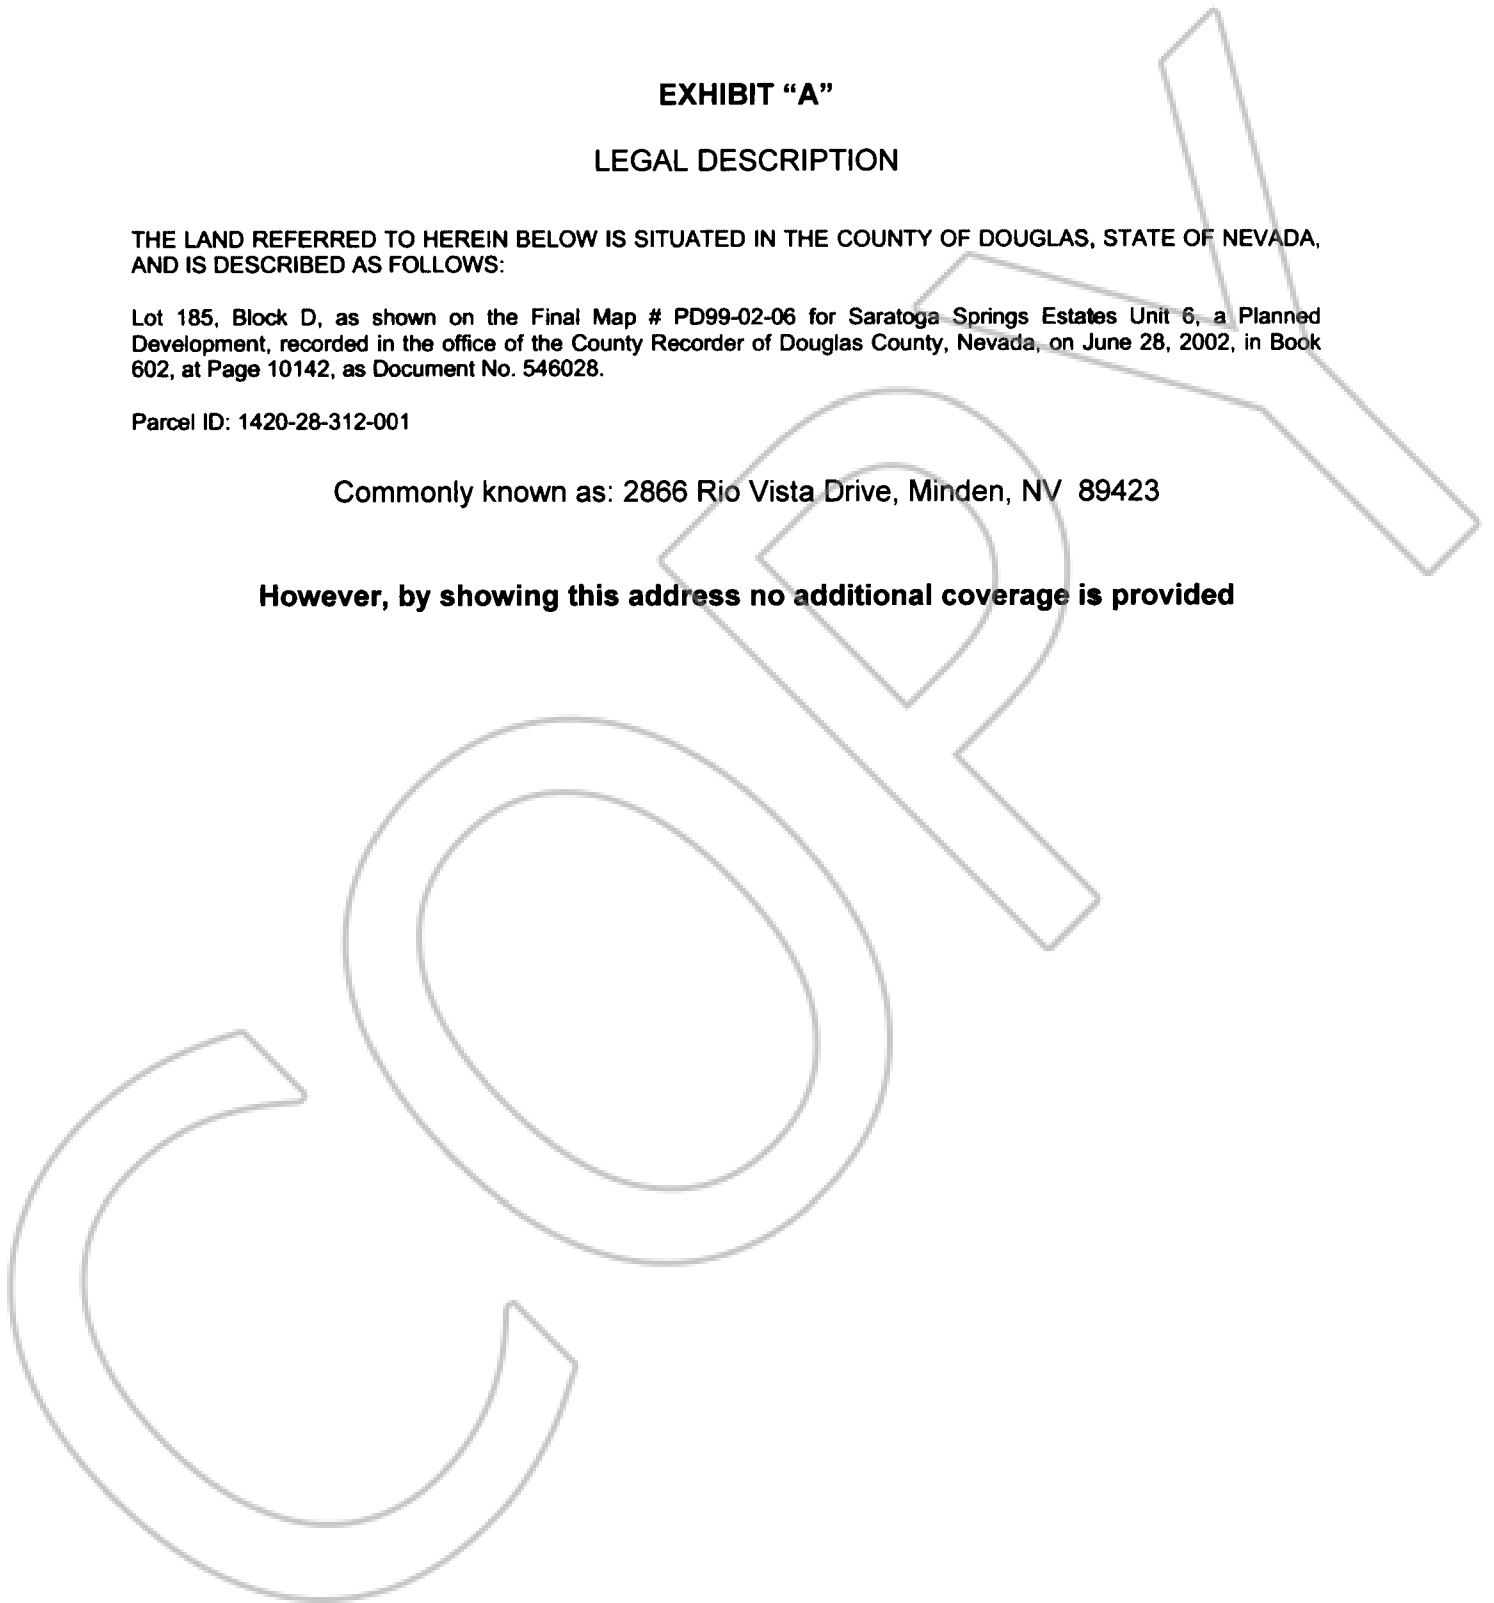 EXHIBIT “A”
LEGAL DESCRIPTION
THE LAND REFERRED TO HEREIN BELOW IS SITUATED IN THE COUNTY OF DOUGLAS, STATE OF NEVADA,
AND IS DESCRIBED AS FOLLOWS:
Lot 185, Block D, as shown on the Final Map # PD99-02-06 for Saratoga Springs Estates Unit 6, a Planned
Development, recorded in the office of the County Recorder of Douglas County, Nevada, on June 28, 2002, in Book
602, at Page 10142, as Document No. 546028.
Parcel ID: 1420-28-312-001
Commonly known as: 2866 Rio Vista Drive, Minden, NV 89423
However, by showing this address no additional coverage is provided
COPY